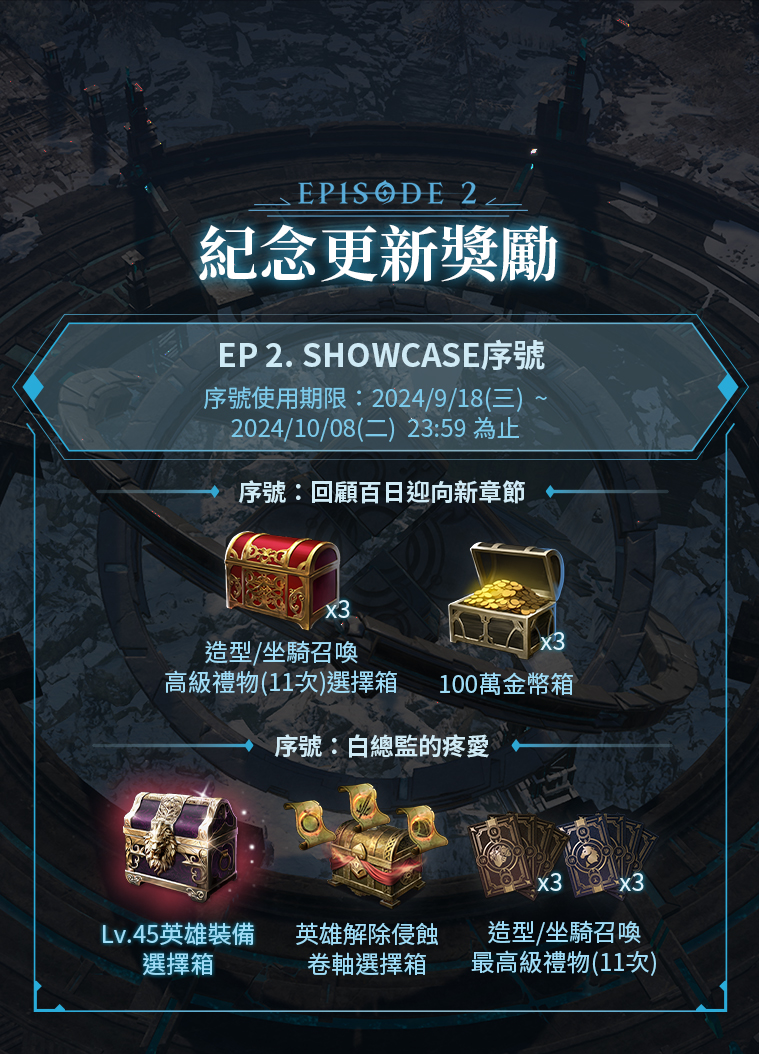 EPISODE 2
紀念更新獎勵
EP 2. SHOWCASE序號
序號使用期限：2024/9/18(三) ~
2024/10/08(二) 23:59 為止
序號：回顧百日迎向新章節
x3
x3
造型/坐騎召喚
高級禮物(11次)選擇箱
100萬金幣箱
序號：白總監的疼愛
x3
x3
Lv.45英雄裝備
選擇箱
英雄解除侵蝕
卷軸選擇箱
造型/坐騎召喚
最高級禮物(11次)